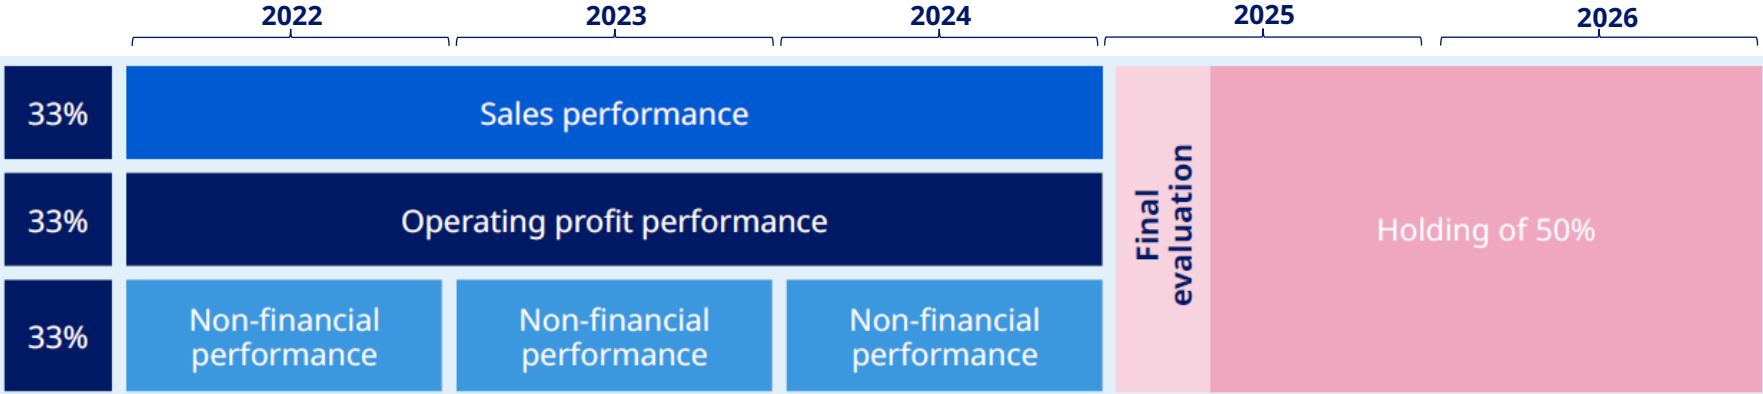 2022 2023 2024 2025 2026
33% Sales performance
33% Operating profit performance
33%
Non-financial
performance
Non-financial
performance
Non-financial
performance
Final
evaluation
Holding of 50%